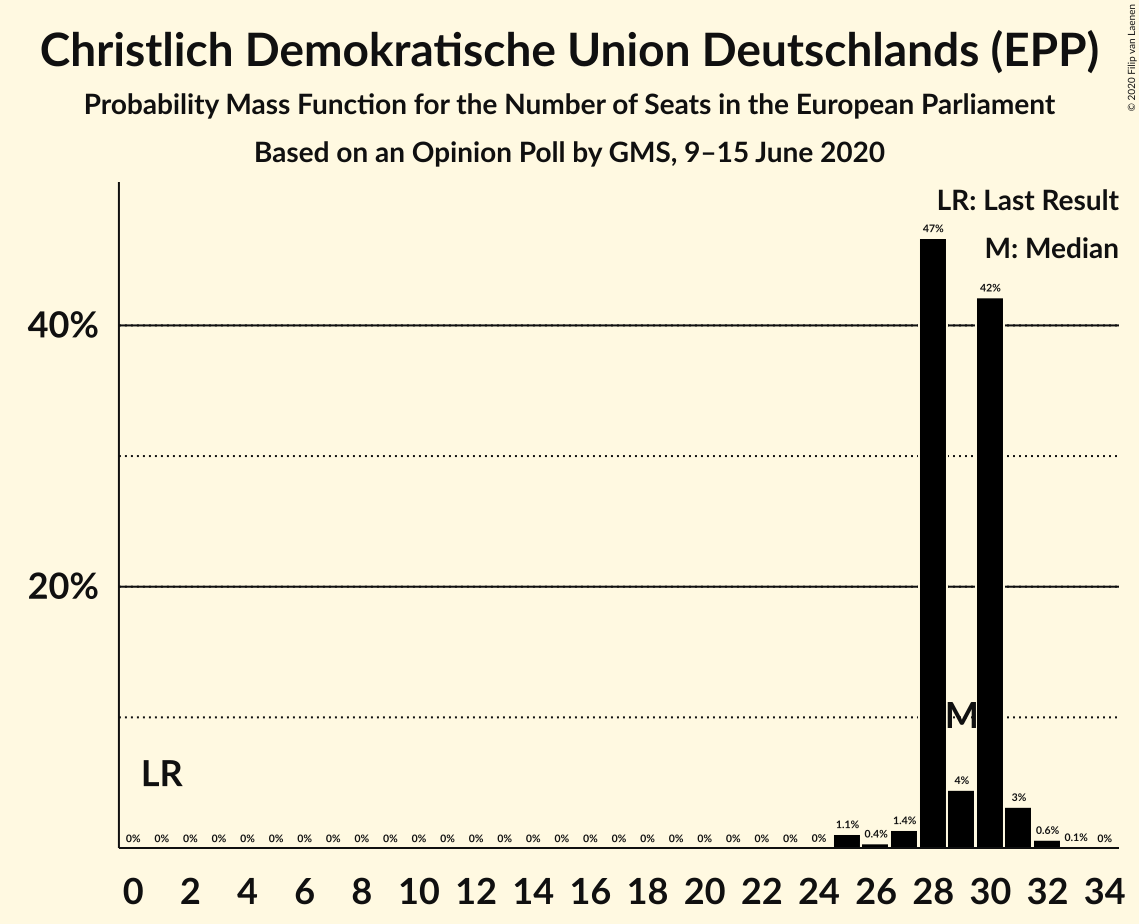 Christlich Demokratische Union Deutschlands (EPP)
Probability Mass Function for the Number of Seats in the European Parliament
Based on an Opinion Poll by GMS, 9–15 June 2020
© 2020 Filip van Laenen
LR: Last Result
M: Median
47%
42%
40%
20%
M
LR
4%
3%
1.1% 0.4% 1.4% 0.6% 0.1% 0%
0% 0% 0% 0% 0% 0% 0% 0% 0% 0% 0% 0% 0% 0% 0% 0% 0% 0% 0% 0% 0% 0% 0% 0% 0%
0 2 4 6 8 10 12 14 16 18 20 22 24 26 28 30 32 34